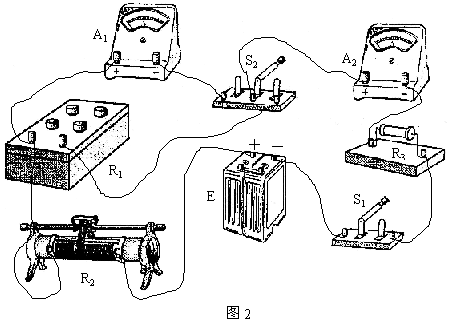 A₁
S₂
A₂
+
+
R₁
+ −
R₃
E
S₁
R₂
图2